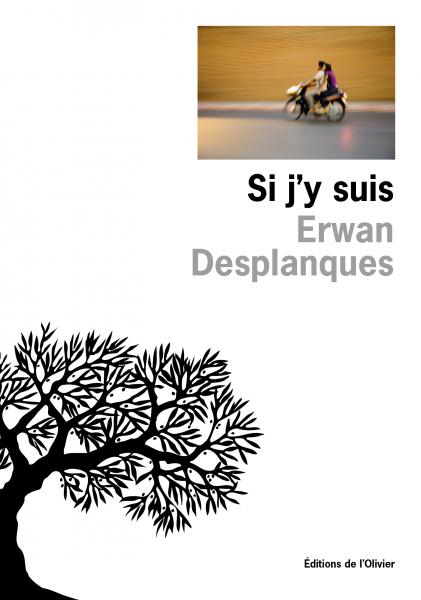 Si j’y suis
Erwan
Desplanques
Éditions de l’Olivier